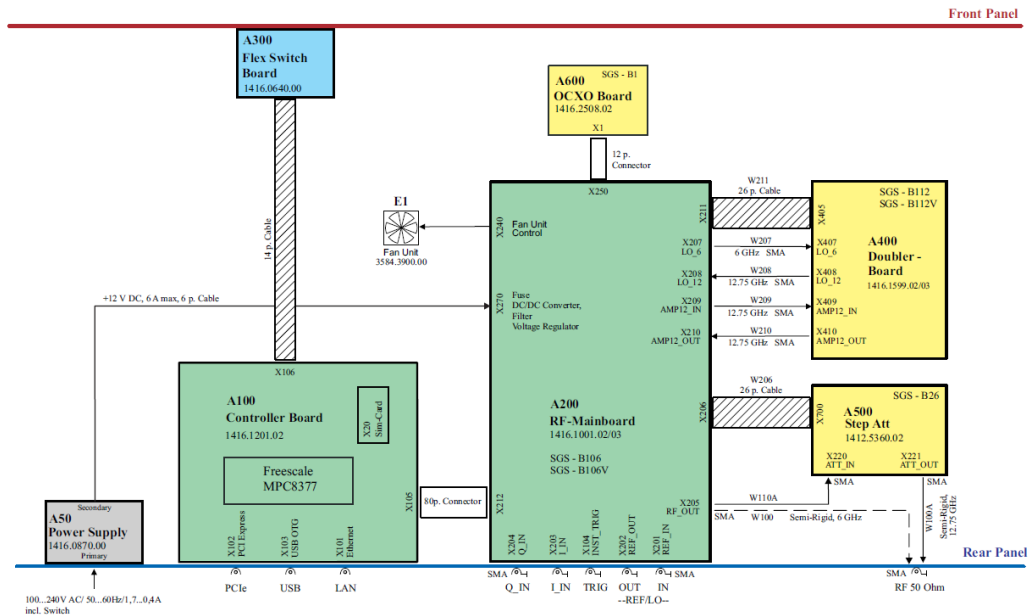 Front Panel
A300
Flex Switch
Board
1416.0640.00
A600 SGS - B1
OCXO Board
1416.2508.02
X1
12 p.
Connector
14 p. Cable
E1
Fan Unit
3584.3900.00
X250
X240
Fan Unit
Control
+12 V DC, 6 A max, 6 p. Cable
X270
Fuse
DC/DC Converter,
Filter
Voltage Regulator
X211
X207
LO_6
X208
LO_12
X209
AMP12_IN
X210
AMP12_OUT
W211
26 p. Cable
W207
6 GHz SMA
W208
12.75 GHz SMA
W209
12.75 GHz SMA
W210
12.75 GHz SMA
SGS - B112
SGS - B112V
X405
X407
LO_6
A400
Doubler -
Board
1416.1599.02/03
X408
LO_12
X409
AMP12_IN
X410
AMP12_OUT
X106
A100
Controller Board
1416.1201.02
X20
Sim-Card
Freescale
MPC8377
X105
X102
PCI Express
X103
USB OTG
X101
Ethernet
80p. Connector
X212
A200
RF-Mainboard
1416.1001.02/03
SGS - B106
SGS - B106V
X206
W206
26 p. Cable
SGS - B26
X700
A500
Step Att
1412.5360.02
X220
ATT_IN
X221
ATT_OUT
SMA
SMA
X205
RF_OUT
SMA
W110A
W100
Semi-Rigid, 6 GHz
W100A
Semi-Rigid,
12.75 GHz
X204
Q_IN
X203
I_IN
X104
INST_TRIG
X202
REF_OUT
X201
REF_IN
Secondary
A50
Power Supply
1416.0870.00
Primary
Rear Panel
100...240V AC/ 50...60Hz/1,7...0,4A
incl. Switch
PCIe
USB
LAN
SMA
Q_IN
I_IN
TRIG
OUT
IN
SMA
--REF/LO--
SMA
RF 50 Ohm